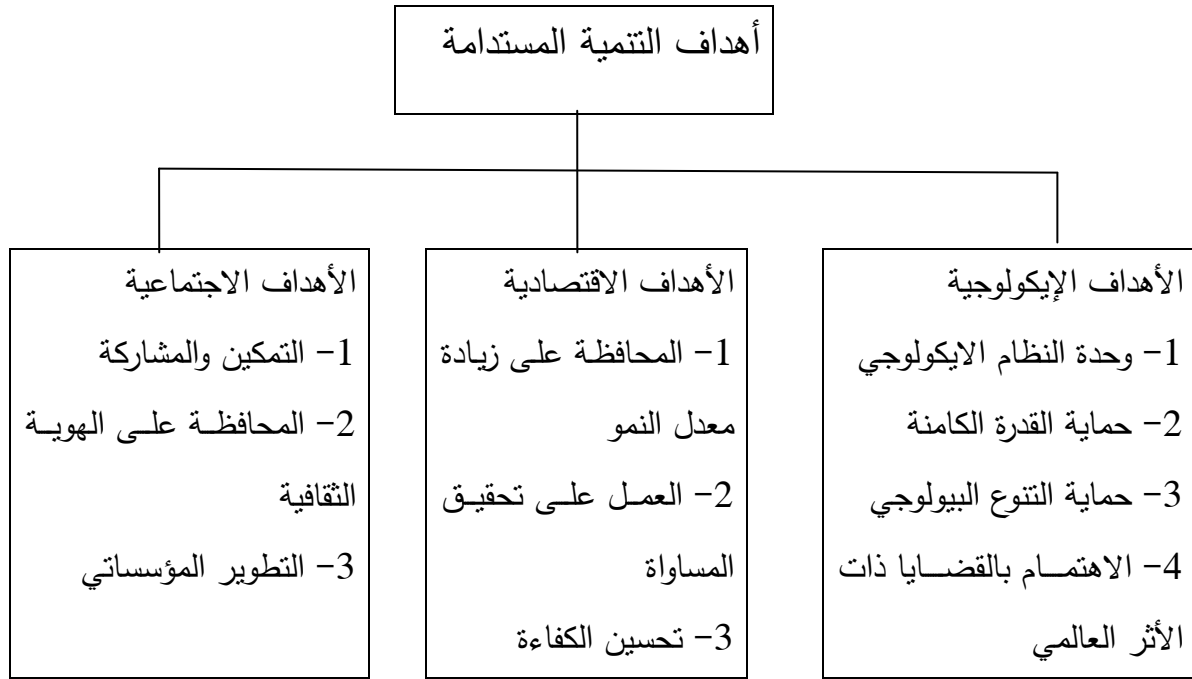 أهداف التنمية المستدامة
الأهداف الإيكولوجية
1- وحدة النظام الايكولوجي
2- حماية القدرة الكامنة
3- حماية التنوع البيولوجي
4- الاهتمام بالقضايا ذات
الأثر العالمي
الأهداف الاقتصادية
1- المحافظة على زيادة
معدل النمو
2- العمل على تحقيق
المساواة
3- تحسين الكفاءة
الأهداف الاجتماعية
1- التمكين والمشاركة
2- المحافظة على الهوية
الثقافية
3- التطوير المؤسساتي